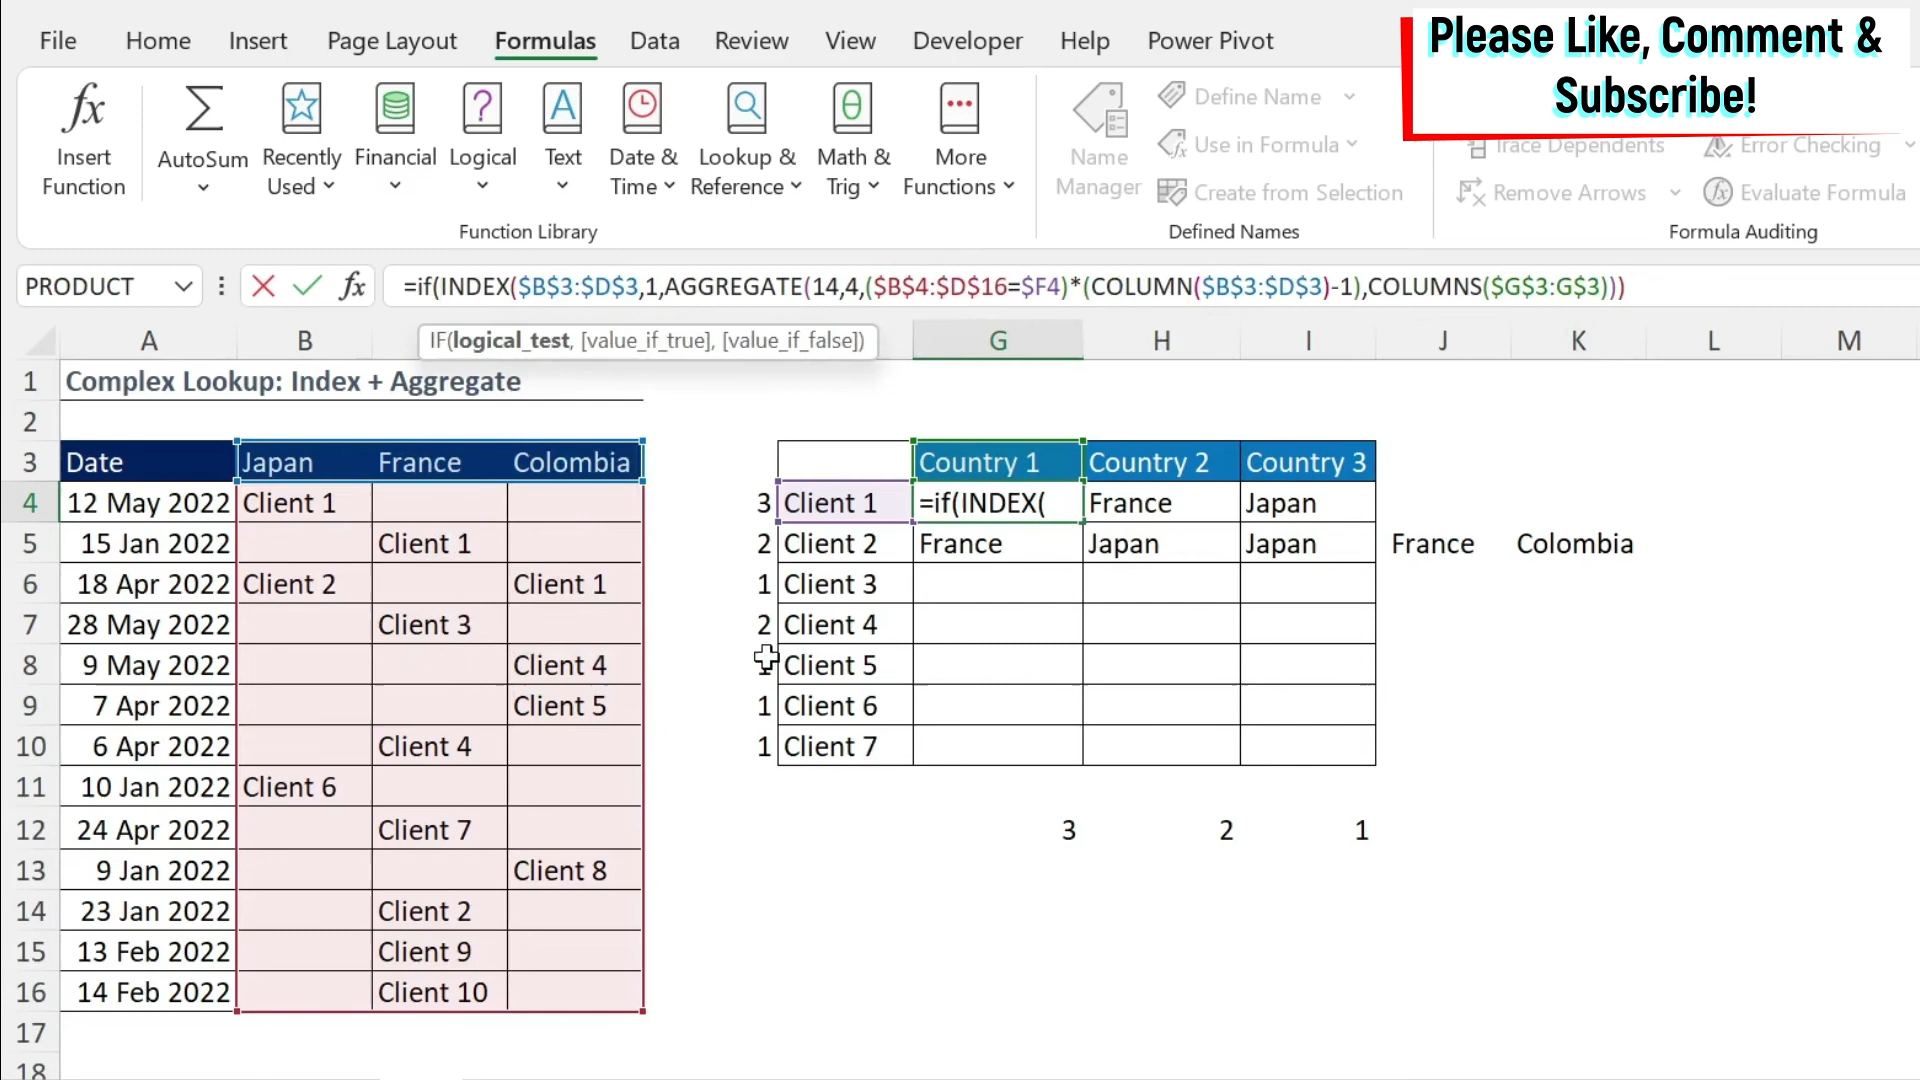 Please Like, Comment &
Subscribe!
File Home Insert Page Layout Formulas Data Review View Developer Help Power Pivot
Insert Function
AutoSum
Recently Used
Financial
Logical
Text
Date & Time
Lookup & Reference
Math & Trig
More Functions
Function Library
Name Manager
Define Name
Use in Formula
Create from Selection
Defined Names
Trace Dependents
Remove Arrows
Error Checking
Evaluate Formula
Formula Auditing
PRODUCT fx =if(INDEX($B$3:$D$3,1,AGGREGATE(14,4,($B$4:$D$16=$F4)*(COLUMN($B$3:$D$3)-1),COLUMNS($G$3:G$3)))
IF(logical_test, [value_if_true], [value_if_false])
A B G H I J K L M
1 Complex Lookup: Index + Aggregate
2
3 Date Japan France Colombia Country 1 Country 2 Country 3
4 12 May 2022 Client 1 3 Client 1 =if(INDEX( France Japan
5 15 Jan 2022 Client 1 2 Client 2 France Japan Japan France Colombia
6 18 Apr 2022 Client 2 Client 1 1 Client 3
7 28 May 2022 Client 3 2 Client 4
8 9 May 2022 Client 4 Client 5
9 7 Apr 2022 Client 5 1 Client 6
10 6 Apr 2022 Client 4 1 Client 7
11 10 Jan 2022 Client 6
12 24 Apr 2022 Client 7 3 2 1
13 9 Jan 2022 Client 8
14 23 Jan 2022 Client 2
15 13 Feb 2022 Client 9
16 14 Feb 2022 Client 10
17
18